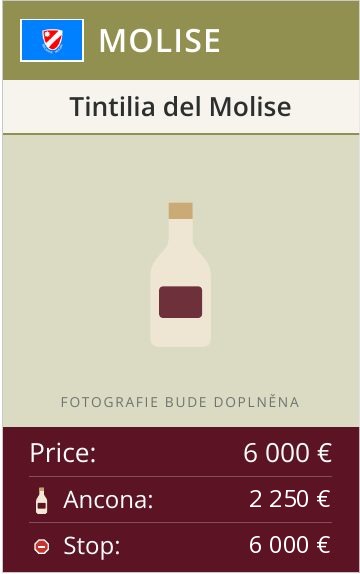 MOLISE
Tintilia del Molise
FOTOGRAFIE BUDE DOPLNĚNA
Price: 6 000 €
Ancona: 2 250 €
Stop: 6 000 €